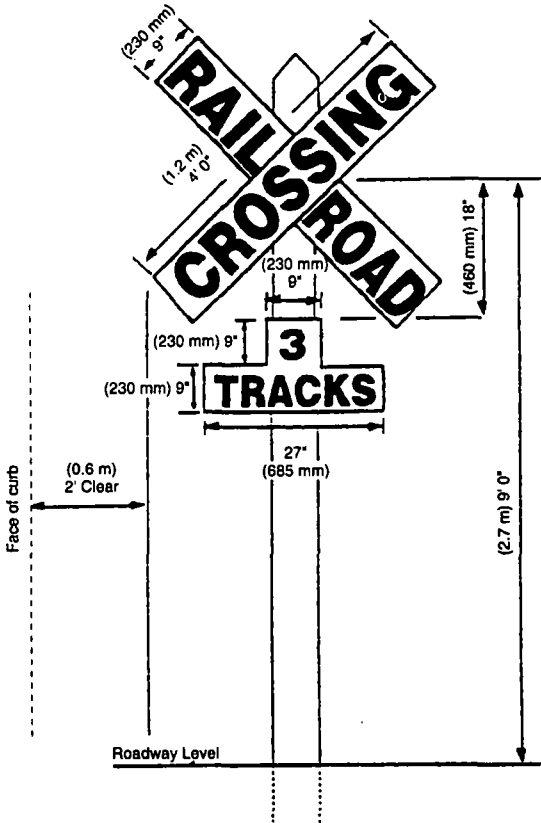 (230 mm)
9"
RAIL
ROAD
CROSSING
(1.2 m)
4' 0"
(460 mm) 18"
(230 mm)
9"
(230 mm) 9"
3
(230 mm) 9"
TRACKS
27"
(685 mm)
(0.6 m)
2' Clear
Face of curb
(2.7 m) 9' 0"
Roadway Level